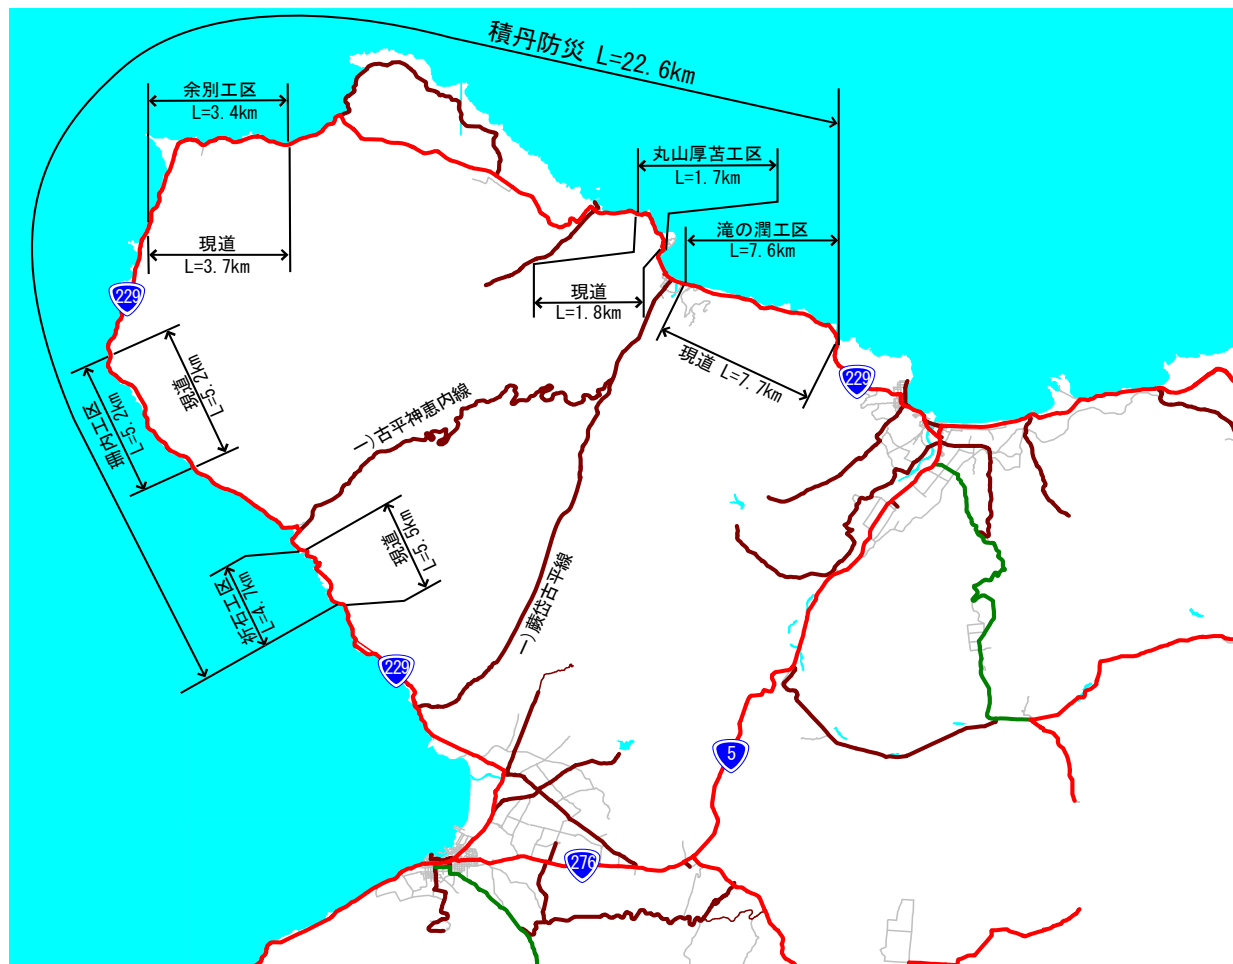 積丹防災 L=22.6km
余別工区
L=3.4km
丸山厚苫工区
L=1.7km
滝の潤工区
L=7.6km
現道
L=3.7km
現道
L=1.8km
229
現道 L=7.7km
229
現道
L=5.2km
珊内工区
L=5.2km
一)古平神恵内線
現道
L=5.5km
祈石工区
L=4.7km
一)蕨岱古平線
229
5
276